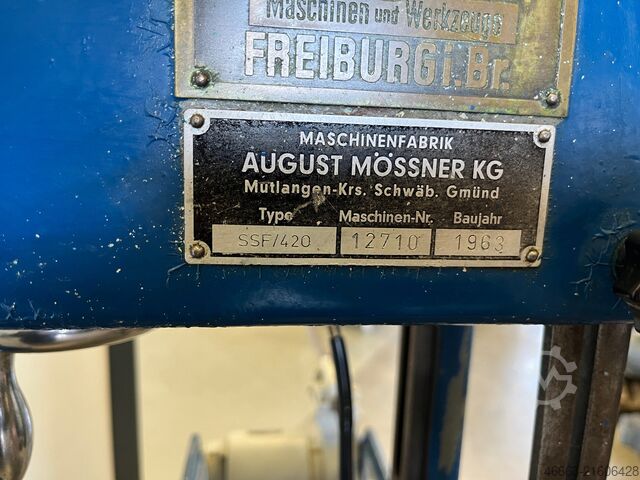 Maschinen und Werkzeuge
FREIBURG i. Br.
MASCHINENFABRIK
AUGUST MÖSSNER KG
Mutlangen-Krs. Schwäb. Gmünd
Type Maschinen-Nr. Baujahr
SSF/420 12710 1963